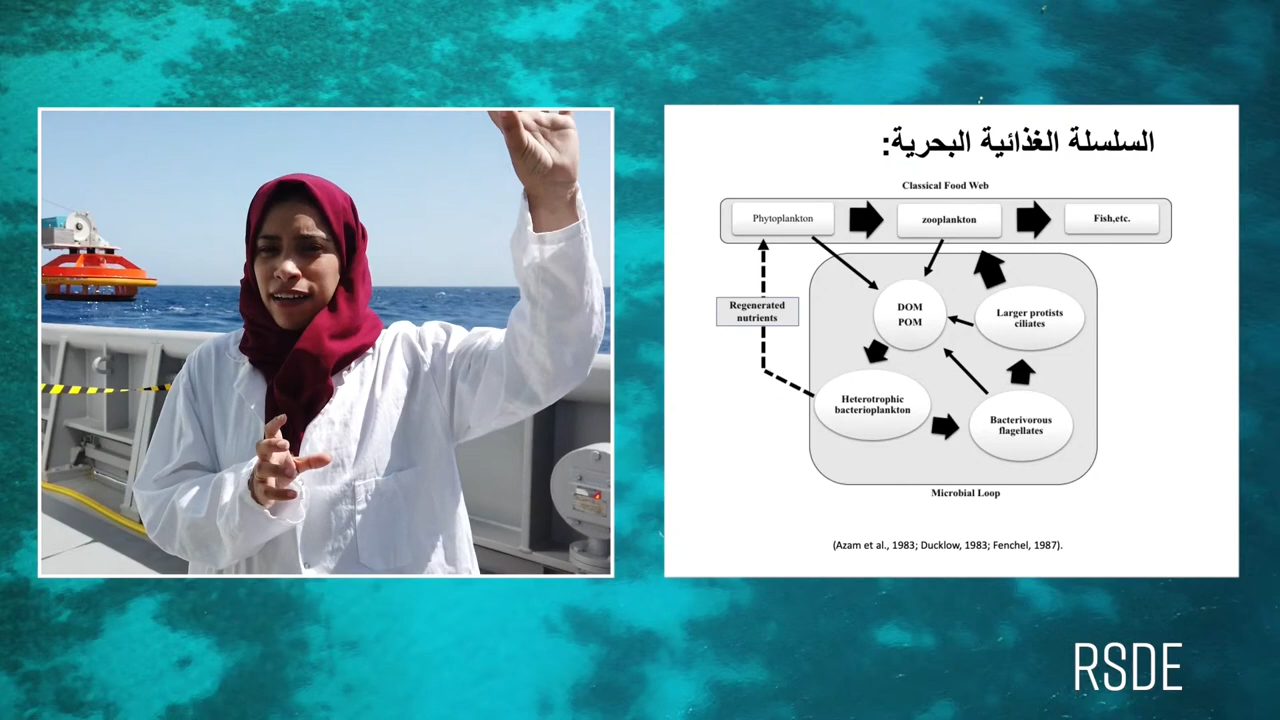 السلسلة الغذائية البحرية:
Classical Food Web
Phytoplankton
zooplankton
Fish,etc.
DOM
POM
Larger protists
ciliates
Regenerated
nutrients
Heterotrophic
bacterioplankton
Bacterivorous
flagellates
Microbial Loop
(Azam et al., 1983; Ducklow, 1983; Fenchel, 1987).
RSDE